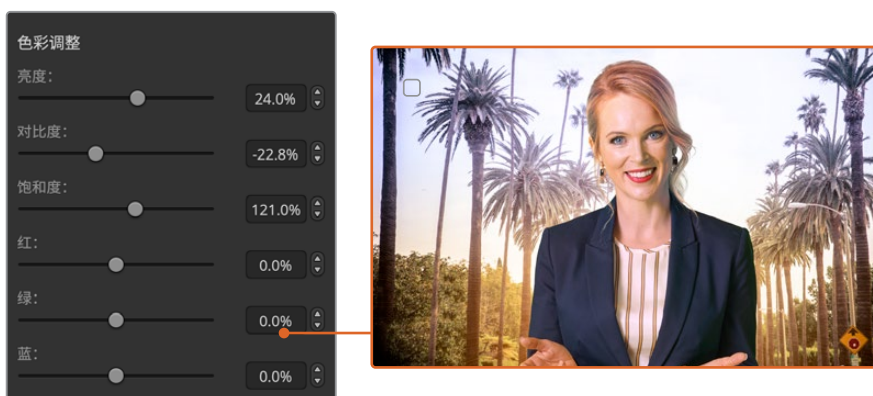 色彩调整
亮度：
24.0%
对比度：
-22.8%
饱和度：
121.0%
红：
0.0%
绿：
0.0%
蓝：
0.0%